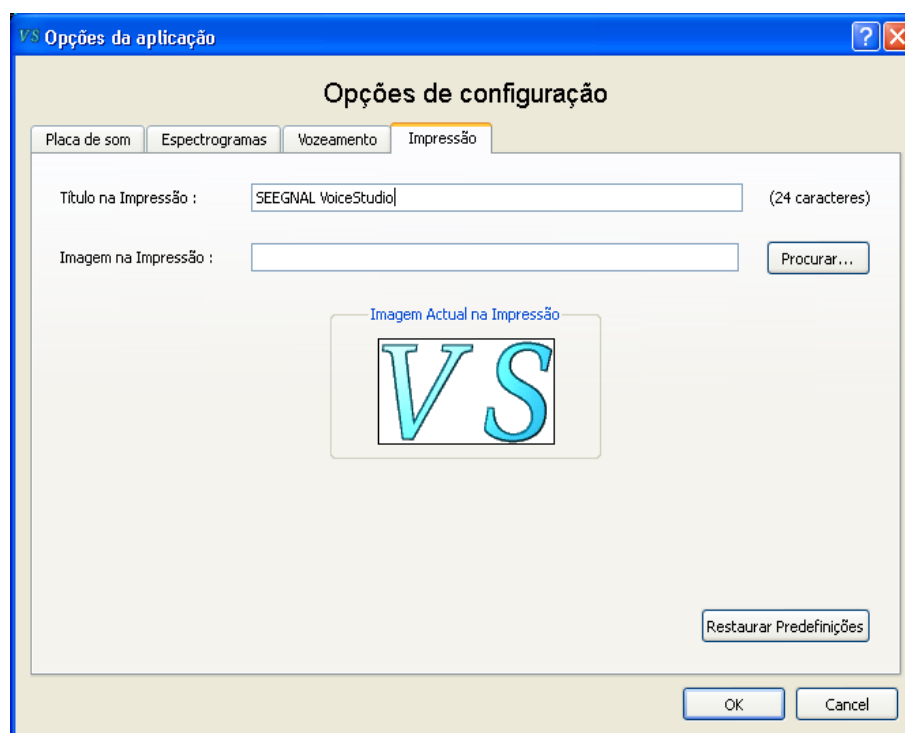 VS Opções da aplicação
Opções de configuração
Placa de som Espectrogramas Vozeamento Impressão
Título na Impressão : SEEGNAL VoiceStudio (24 caracteres)
Imagem na Impressão : Procurar...
Imagem Actual na Impressão
V S
Restaurar Predefinições
OK Cancel